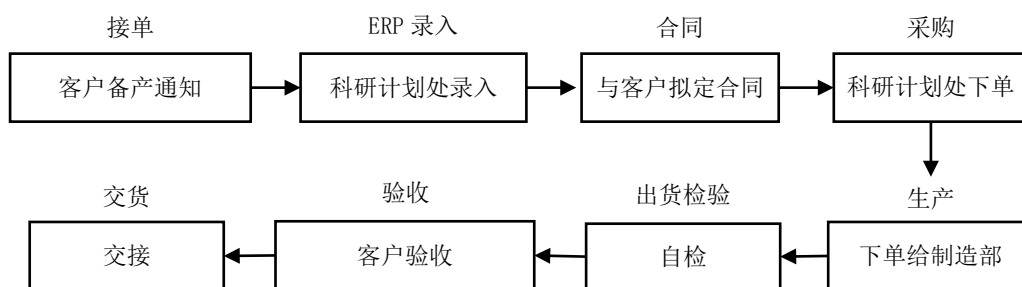 接单
ERP 录入
合同
采购
客户备产通知
科研计划处录入
与客户拟定合同
科研计划处下单
交货
验收
出货检验
生产
交接
客户验收
自检
下单给制造部